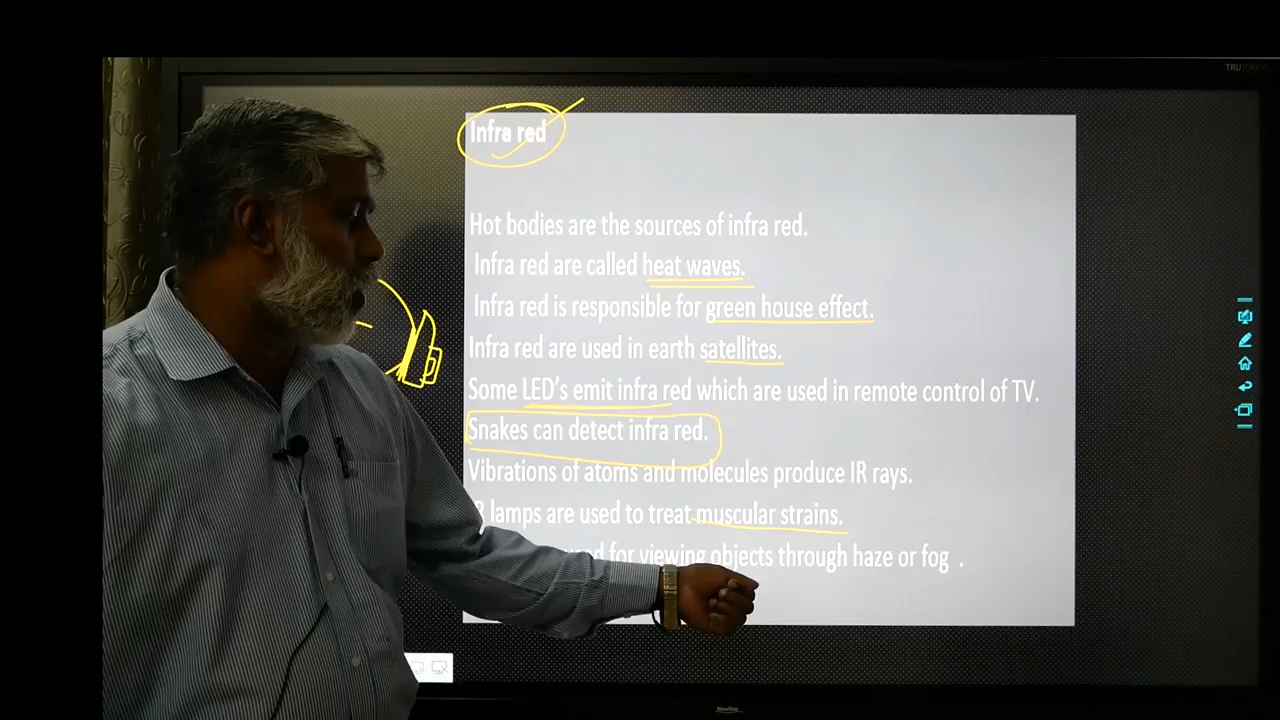 TRUTOUCH
Infra red
Hot bodies are the sources of infra red.
Infra red are called heat waves.
Infra red is responsible for green house effect.
Infra red are used in earth satellites.
Some LED's emit infra red which are used in remote control of TV.
Snakes can detect infra red.
Vibrations of atoms and molecules produce IR rays.
lamps are used to treat muscular strains.
for viewing objects through haze or fog .
Newline